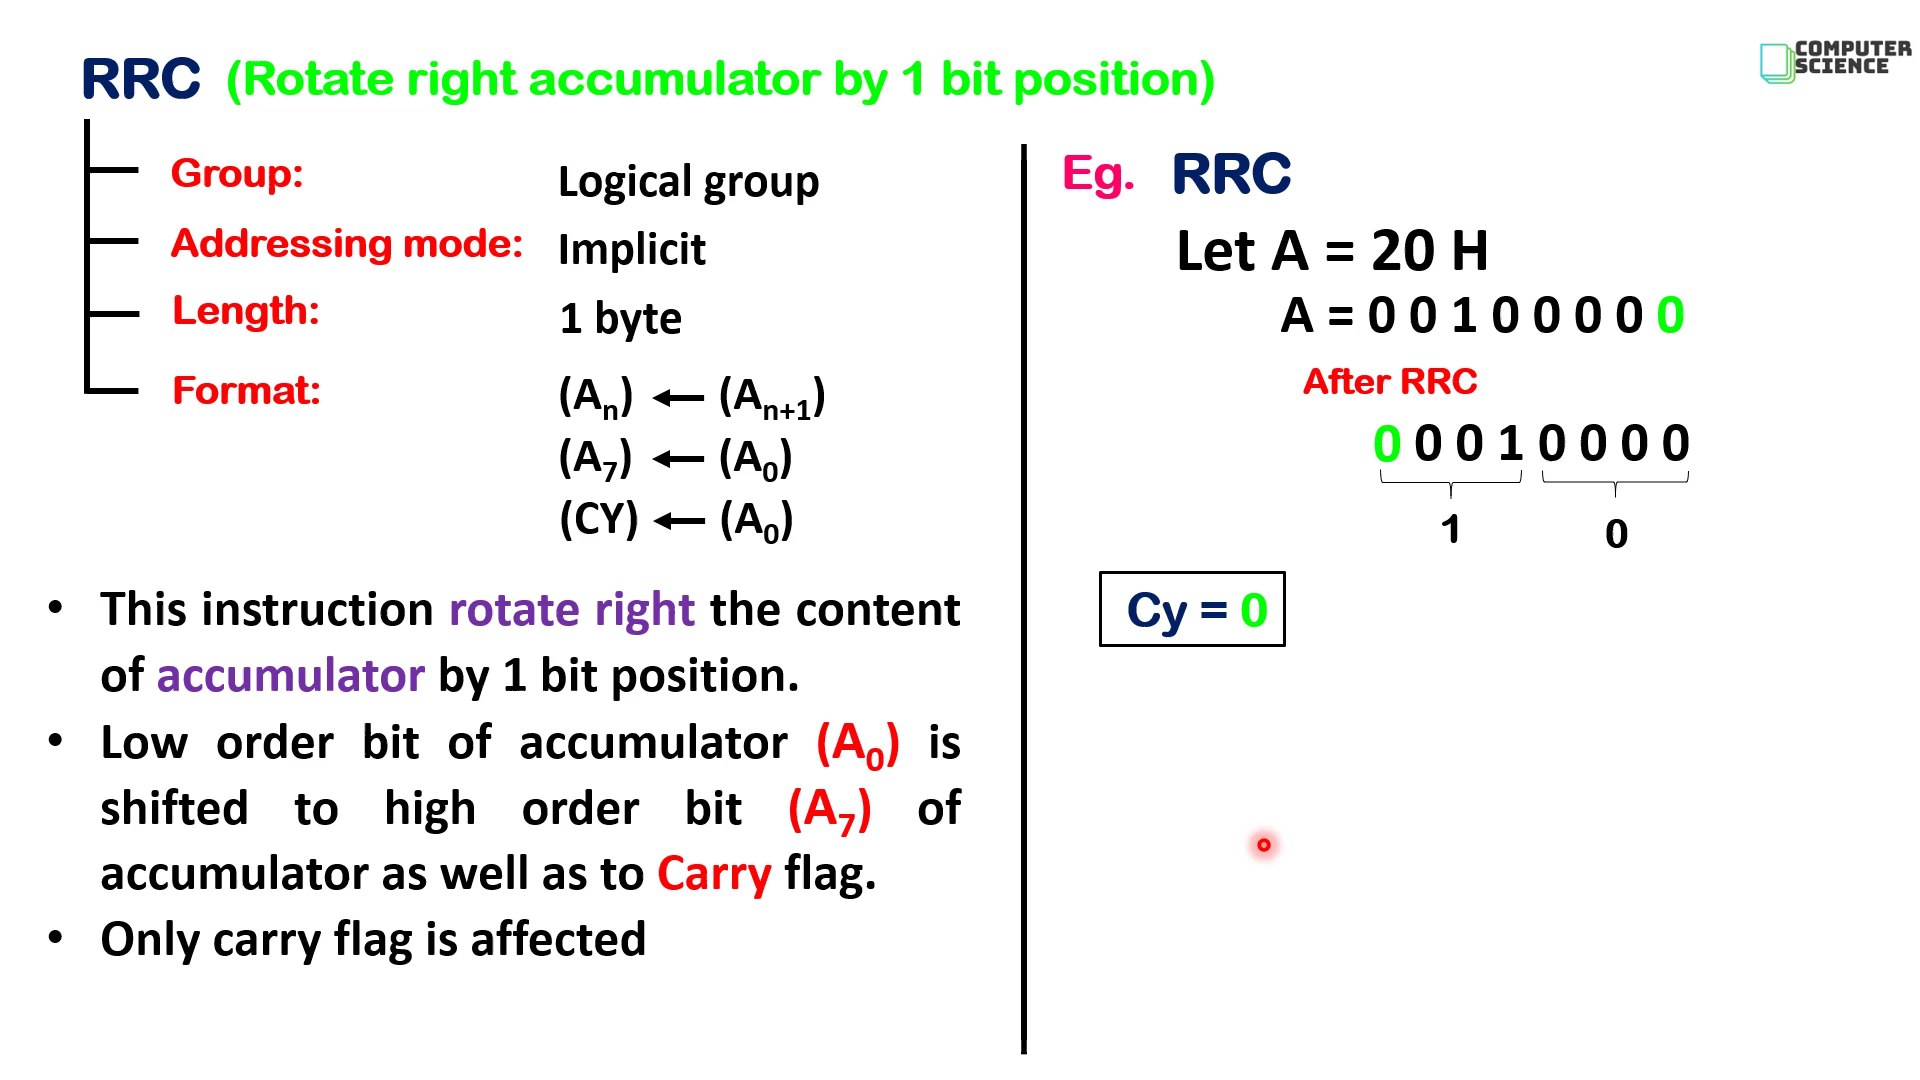 RRC (Rotate right accumulator by 1 bit position)
COMPUTER
SCIENCE
Group: Logical group
Addressing mode: Implicit
Length: 1 byte
Format: (Aₙ) ← (Aₙ₊₁)
(A₇) ← (A₀)
(CY) ← (A₀)
• This instruction rotate right the content
of accumulator by 1 bit position.
• Low order bit of accumulator (A₀) is
shifted to high order bit (A₇) of
accumulator as well as to Carry flag.
• Only carry flag is affected
Eg. RRC
Let A = 20 H
A = 0 0 1 0 0 0 0 0
After RRC
0 0 0 1 0 0 0 0
1 0
Cy = 0